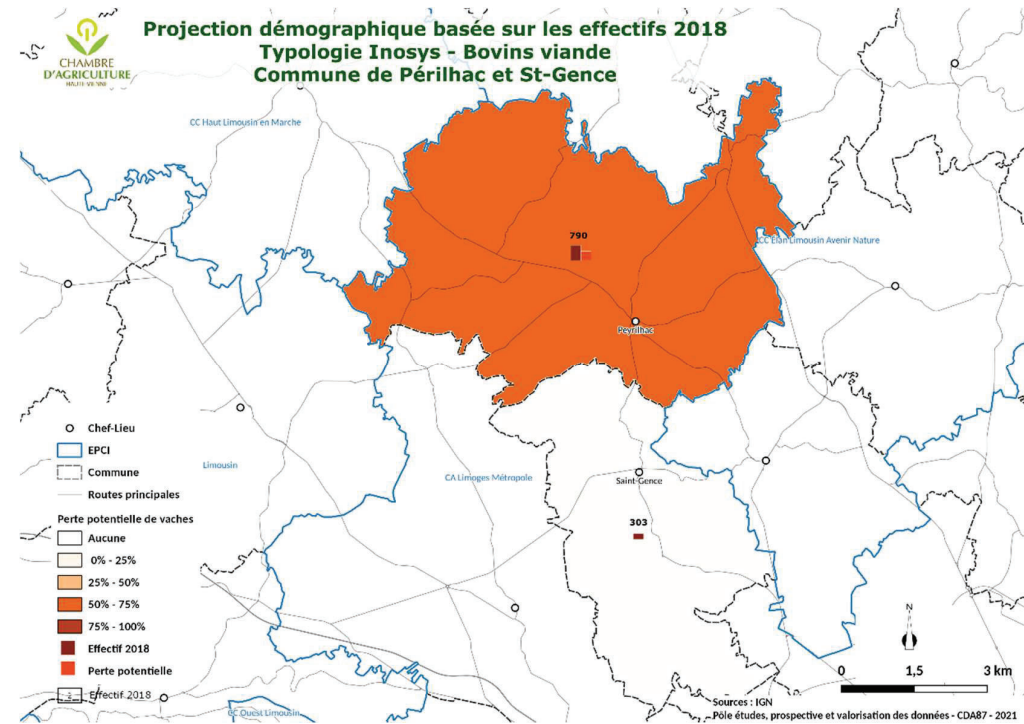 Projection démographique basée sur les effectifs 2018
Typologie Inosys - Bovins viande
Commune de Périlhac et St-Gence
CHAMBRE
D'AGRICULTURE
HAUTE-VIENNE
CC Haut Limousin en Marche
790
CC Elan Limousin Avenir Nature
Peyrilhac
Limousin
CA Limoges Métropole
Saint-Gence
303
Chef-Lieu
EPCI
Commune
Routes principales
Perte potentielle de vaches
Aucune
0% - 25%
25% - 50%
50% - 75%
75% - 100%
Effectif 2018
Perte potentielle
Effectif 2018
CC Ouest Limousin
N
0 1,5 3 km
Sources : IGN
Pôle études, prospective et valorisation des données - CDA87 - 2021